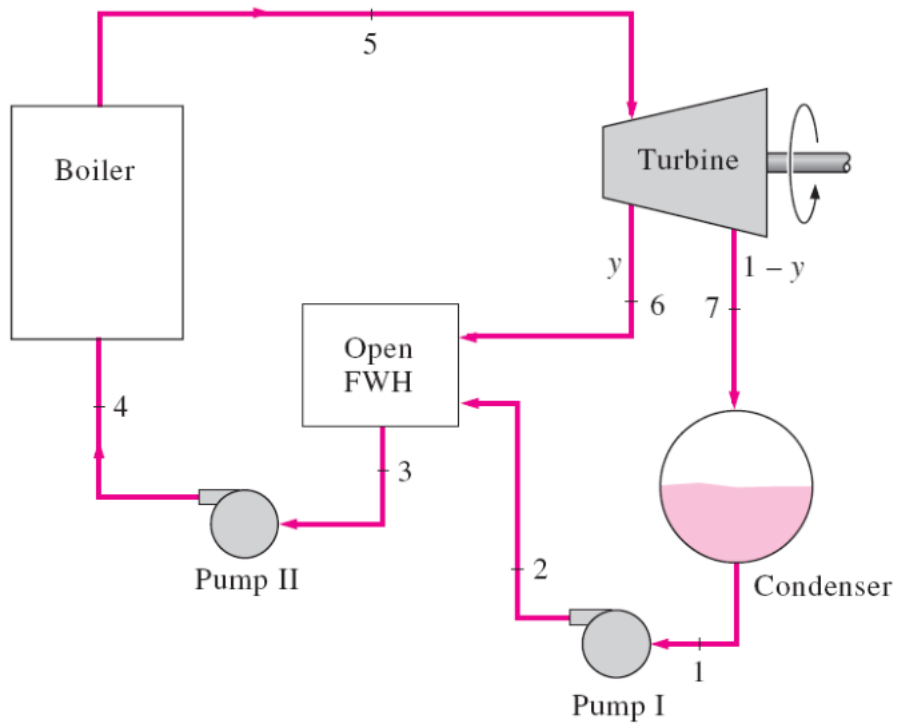 5
Boiler
Turbine
y
1 – y
6
7
Open
FWH
4
3
2
Pump II
Condenser
1
Pump I